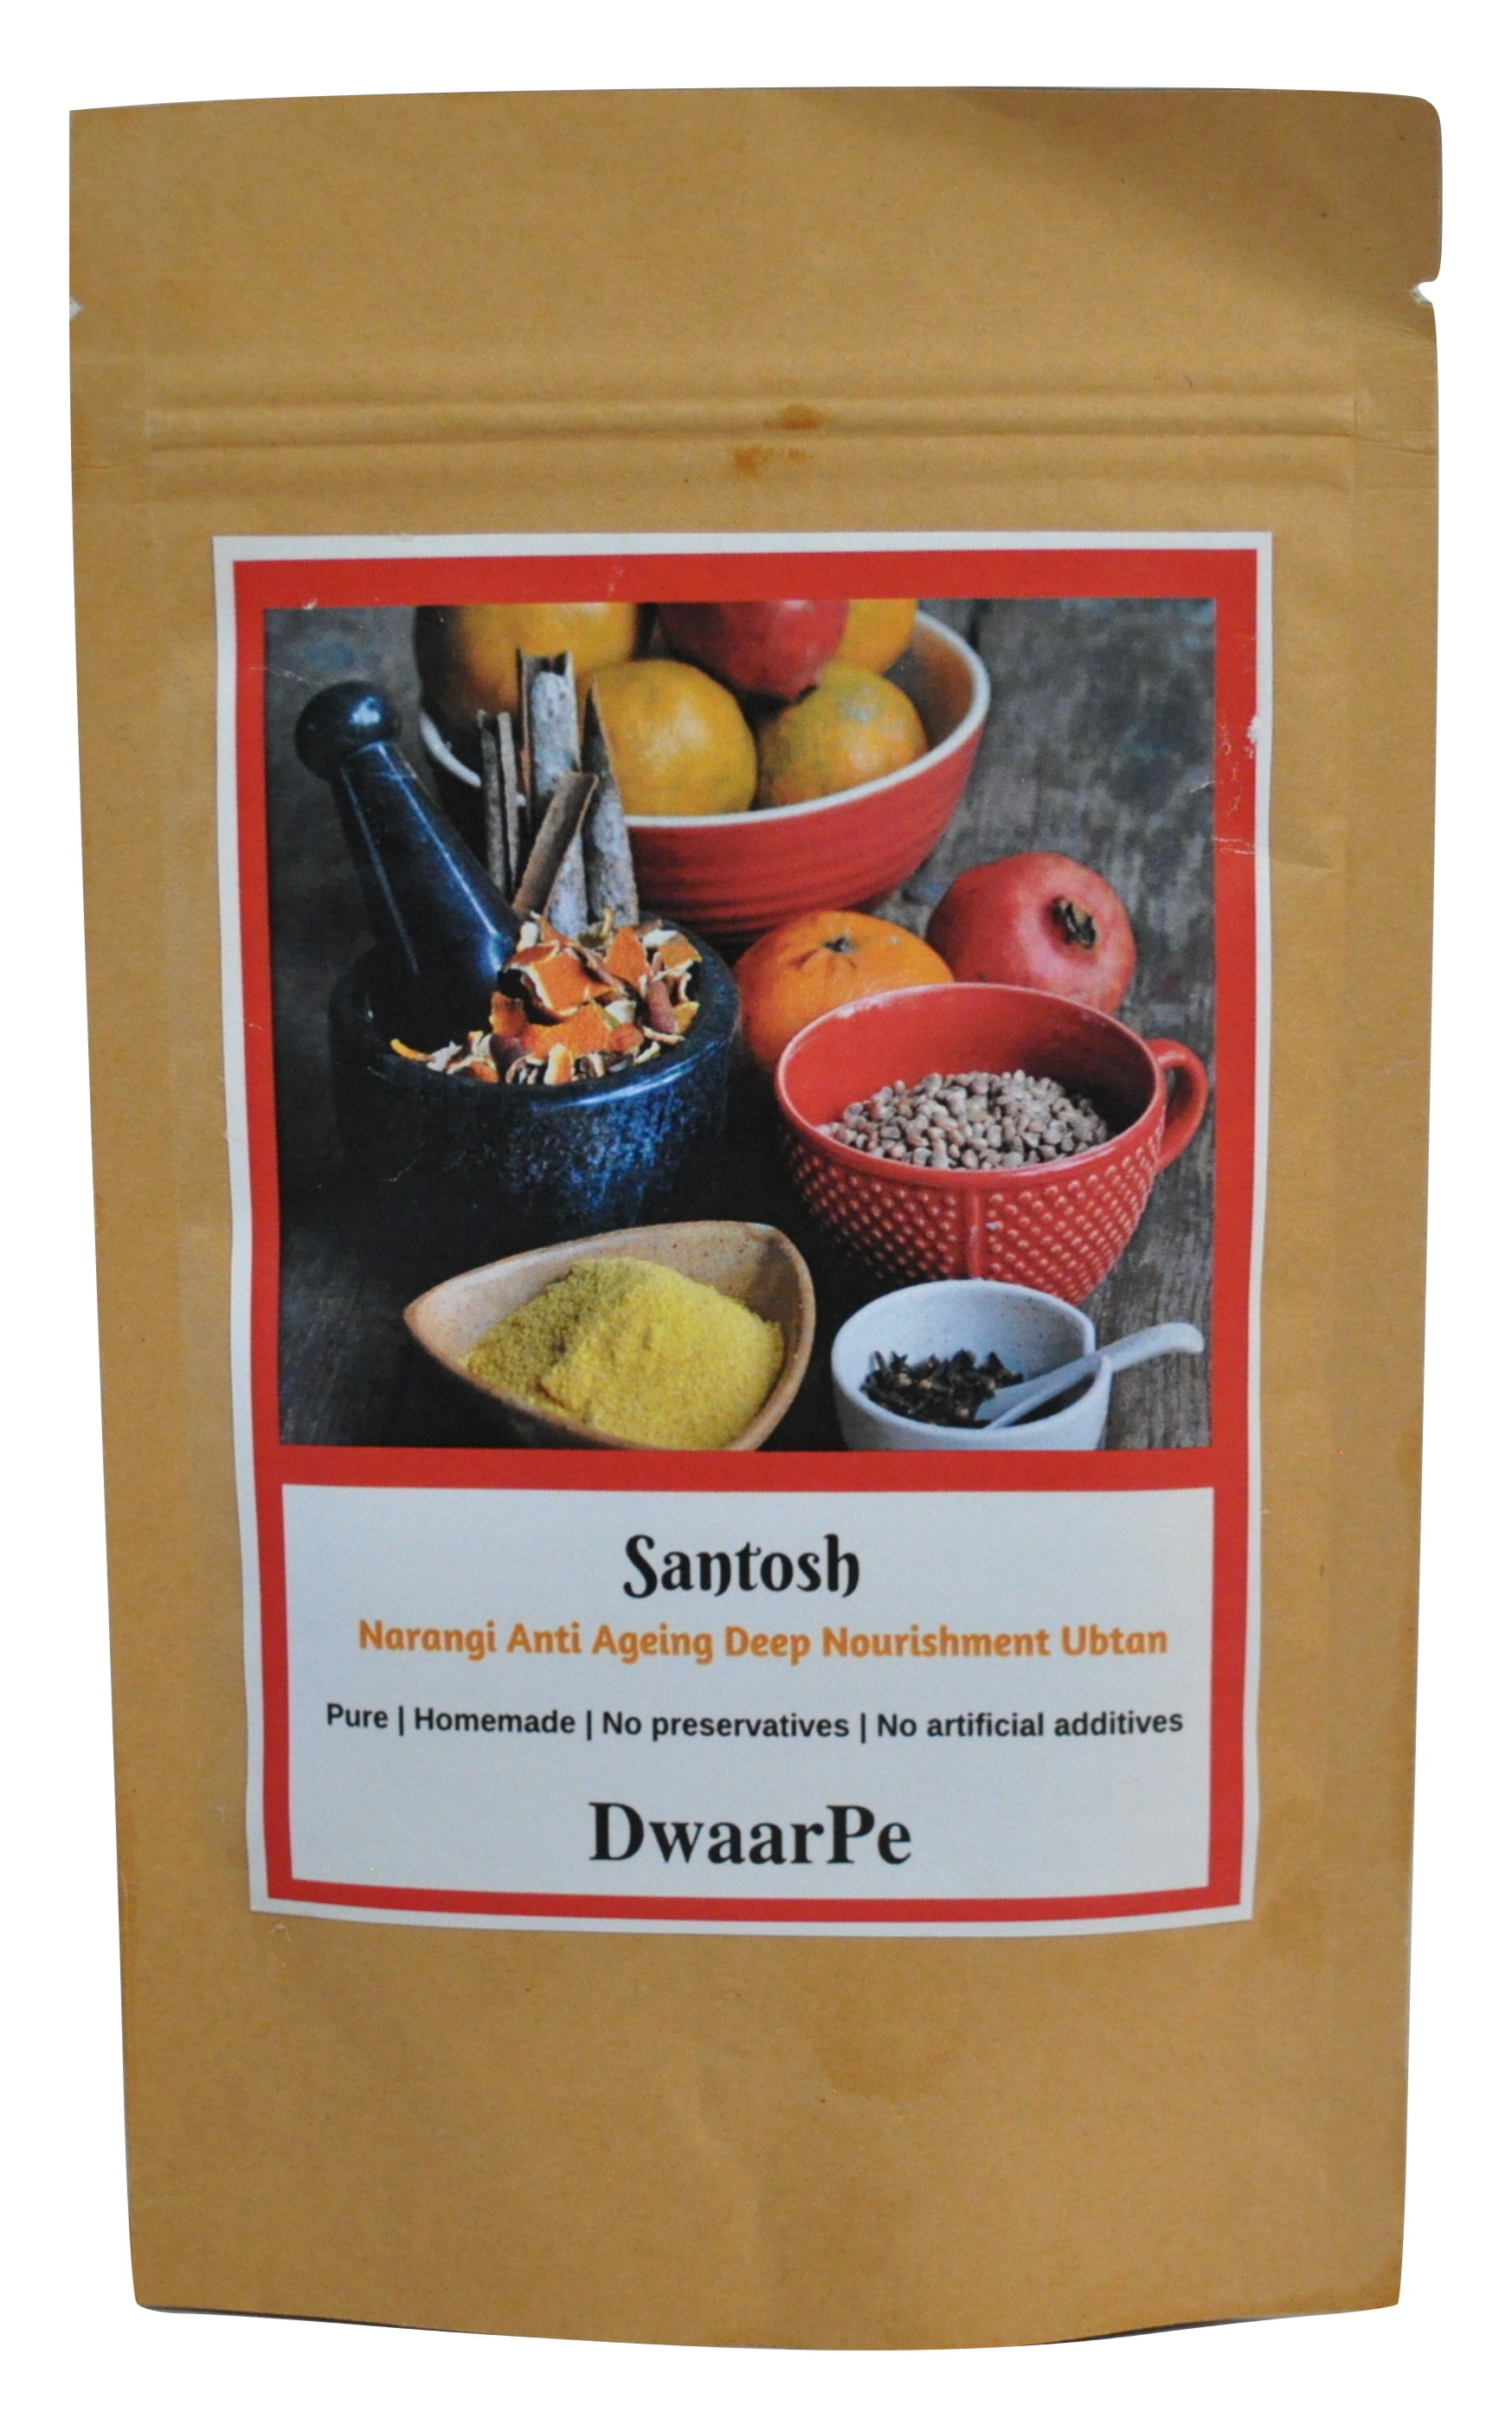 Santosh
Narangi Anti Ageing Deep Nourishment Ubtan
Pure | Homemade | No preservatives | No artificial additives
DwaarPe